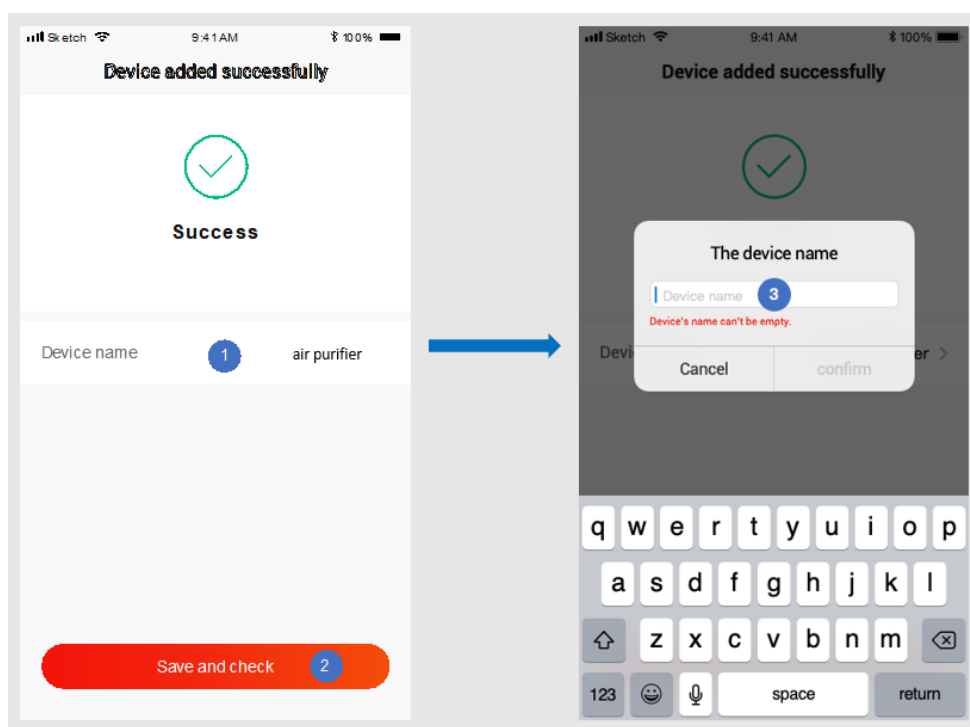 Sketch 9:41 AM 100%
Device added successfully
Success
Device name 1 air purifier
Save and check 2
Sketch 9:41 AM 100%
Device added successfully
The device name
Device name 3
Device's name can't be empty.
Devi er >
Cancel confirm
q w e r t y u i o p
a s d f g h j k l
z x c v b n m
123 space return